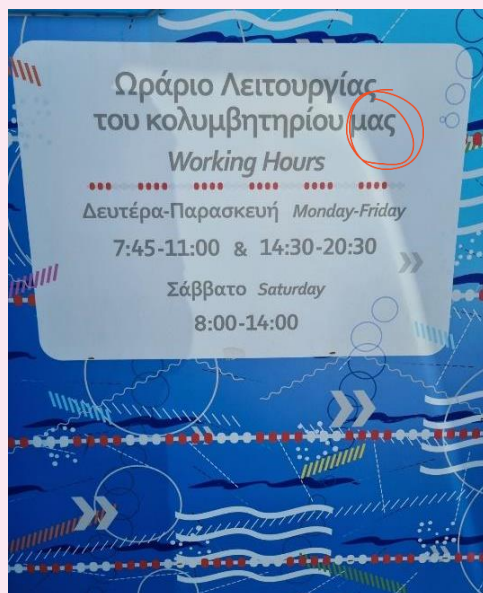 Ωράριο Λειτουργίας
του κολυμβητηρίου μας
Working Hours
Δευτέρα-Παρασκευή Monday-Friday
7:45-11:00 & 14:30-20:30
Σάββατο Saturday
8:00-14:00